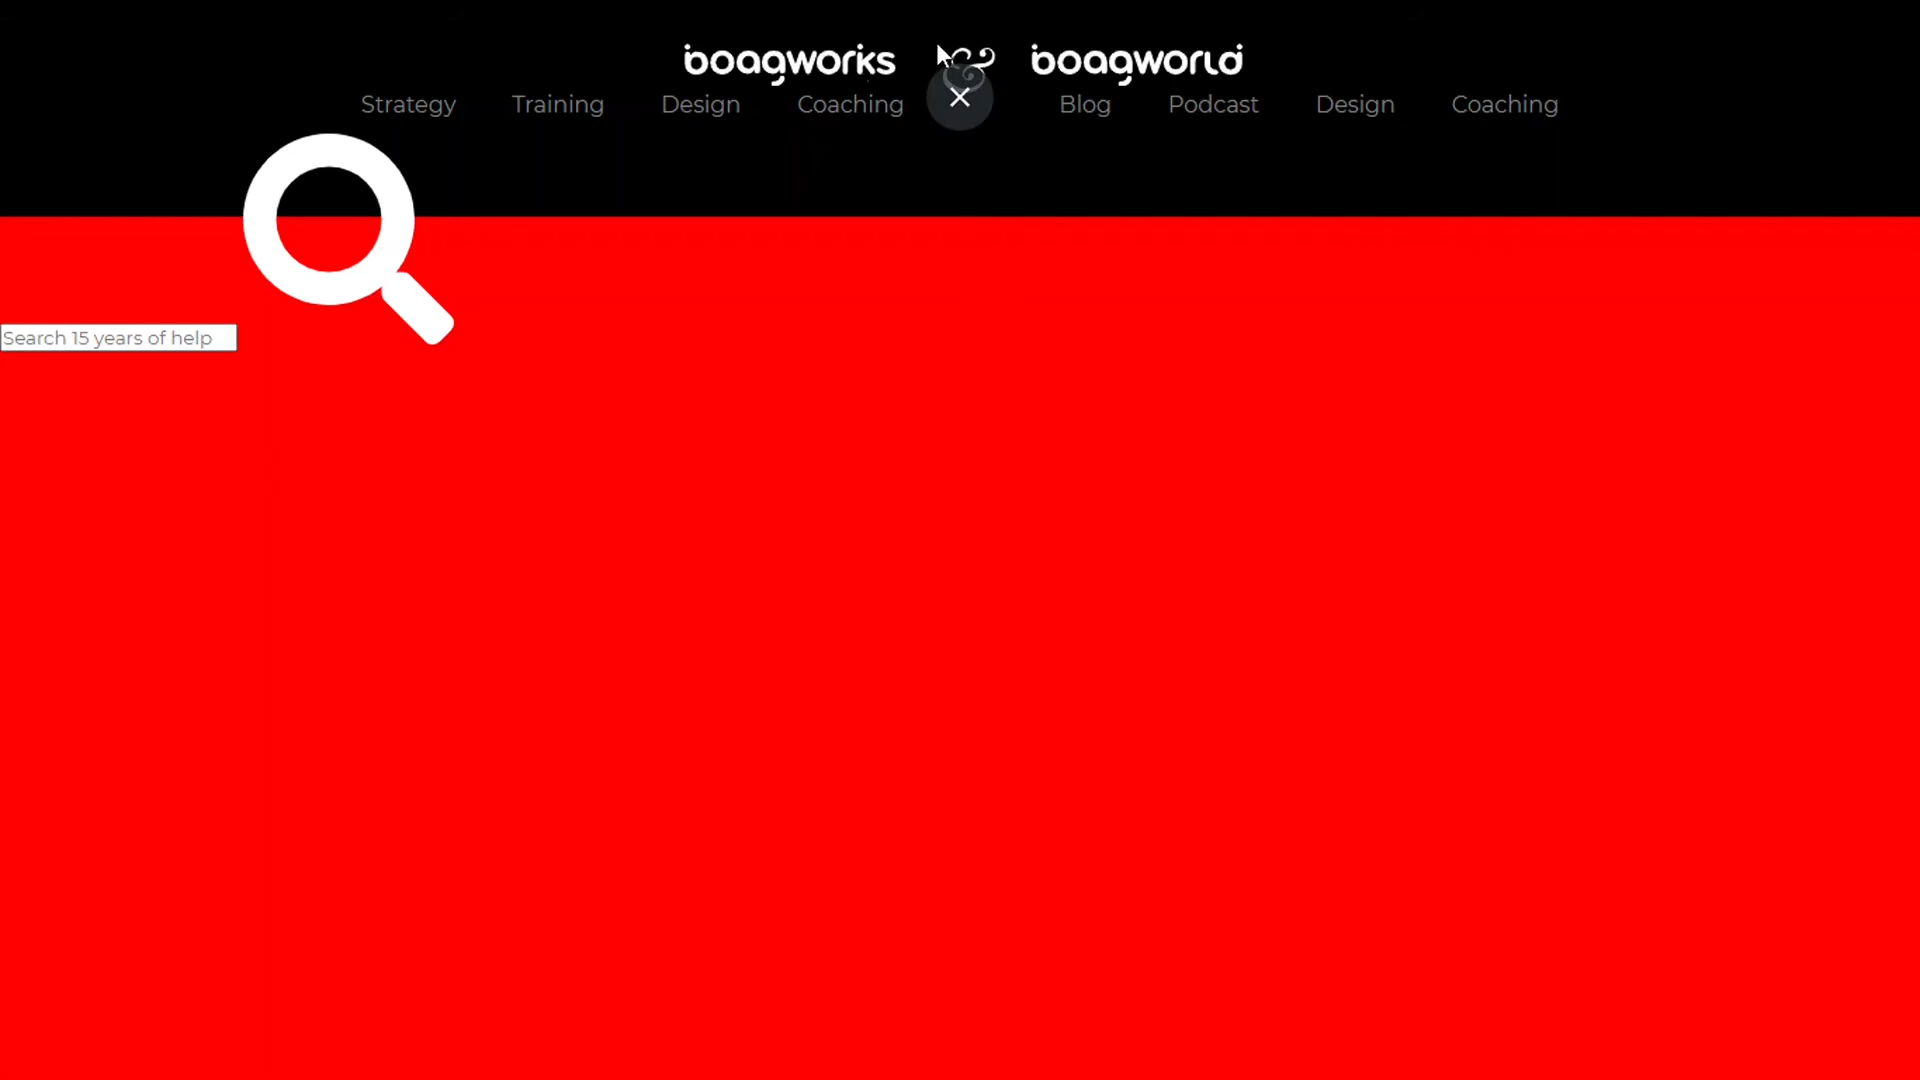 boagworks & boagworld
Strategy Training Design Coaching Blog Podcast Design Coaching
Search 15 years of help